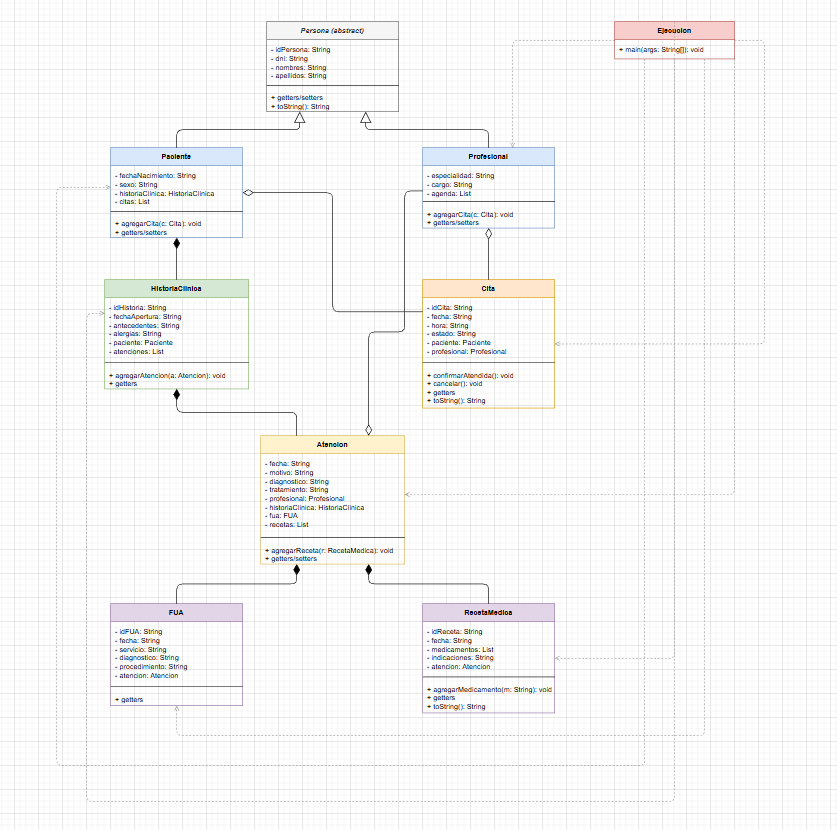 Persona (abstract)
- idPersona: String
- dni: String
- nombres: String
- apellidos: String
+ getters/setters
+ toString(): String
Ejecucion
+ main(args: String[]): void
Paciente
- fechaNacimiento: String
- sexo: String
- historiaClinica: HistoriaClinica
- citas: List
+ agregarCita(c: Cita): void
+ getters/setters
Profesional
- especialidad: String
- cargo: String
- agenda: List
+ agregarCita(c: Cita): void
+ getters/setters
HistoriaClinica
- idHistoria: String
- fechaApertura: String
- antecedentes: String
- alergias: String
- paciente: Paciente
- atenciones: List
+ agregarAtencion(a: Atencion): void
+ getters
Cita
- idCita: String
- fecha: String
- hora: String
- estado: String
- paciente: Paciente
- profesional: Profesional
+ confirmarAtendida(): void
+ cancelar(): void
+ getters
+ toString(): String
Atencion
- fecha: String
- motivo: String
- diagnostico: String
- tratamiento: String
- profesional: Profesional
- historiaClinica: HistoriaClinica
- fua: FUA
- recetas: List
+ agregarReceta(r: RecetaMedica): void
+ getters/setters
FUA
- idFUA: String
- fecha: String
- servicio: String
- diagnostico: String
- procedimiento: String
- atencion: Atencion
+ getters
RecetaMedica
- idReceta: String
- fecha: String
- medicamentos: List
- indicaciones: String
- atencion: Atencion
+ agregarMedicamento(m: String): void
+ getters
+ toString(): String